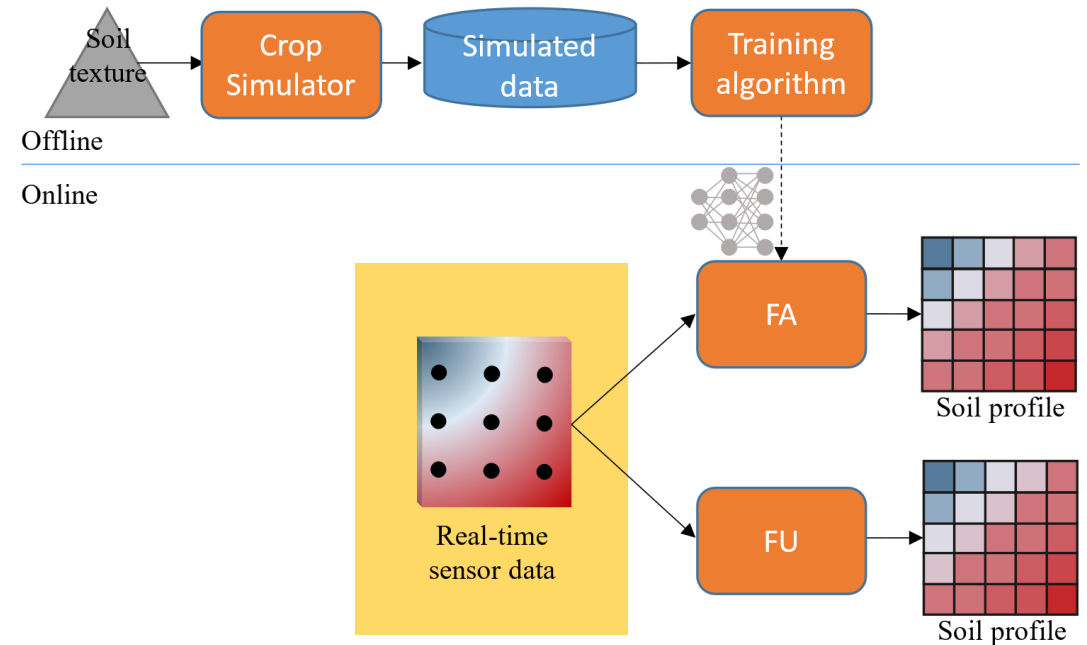 Soil
texture
Crop
Simulator
Simulated
data
Training
algorithm
Offline
Online
FA
Soil profile
Real-time
sensor data
FU
Soil profile